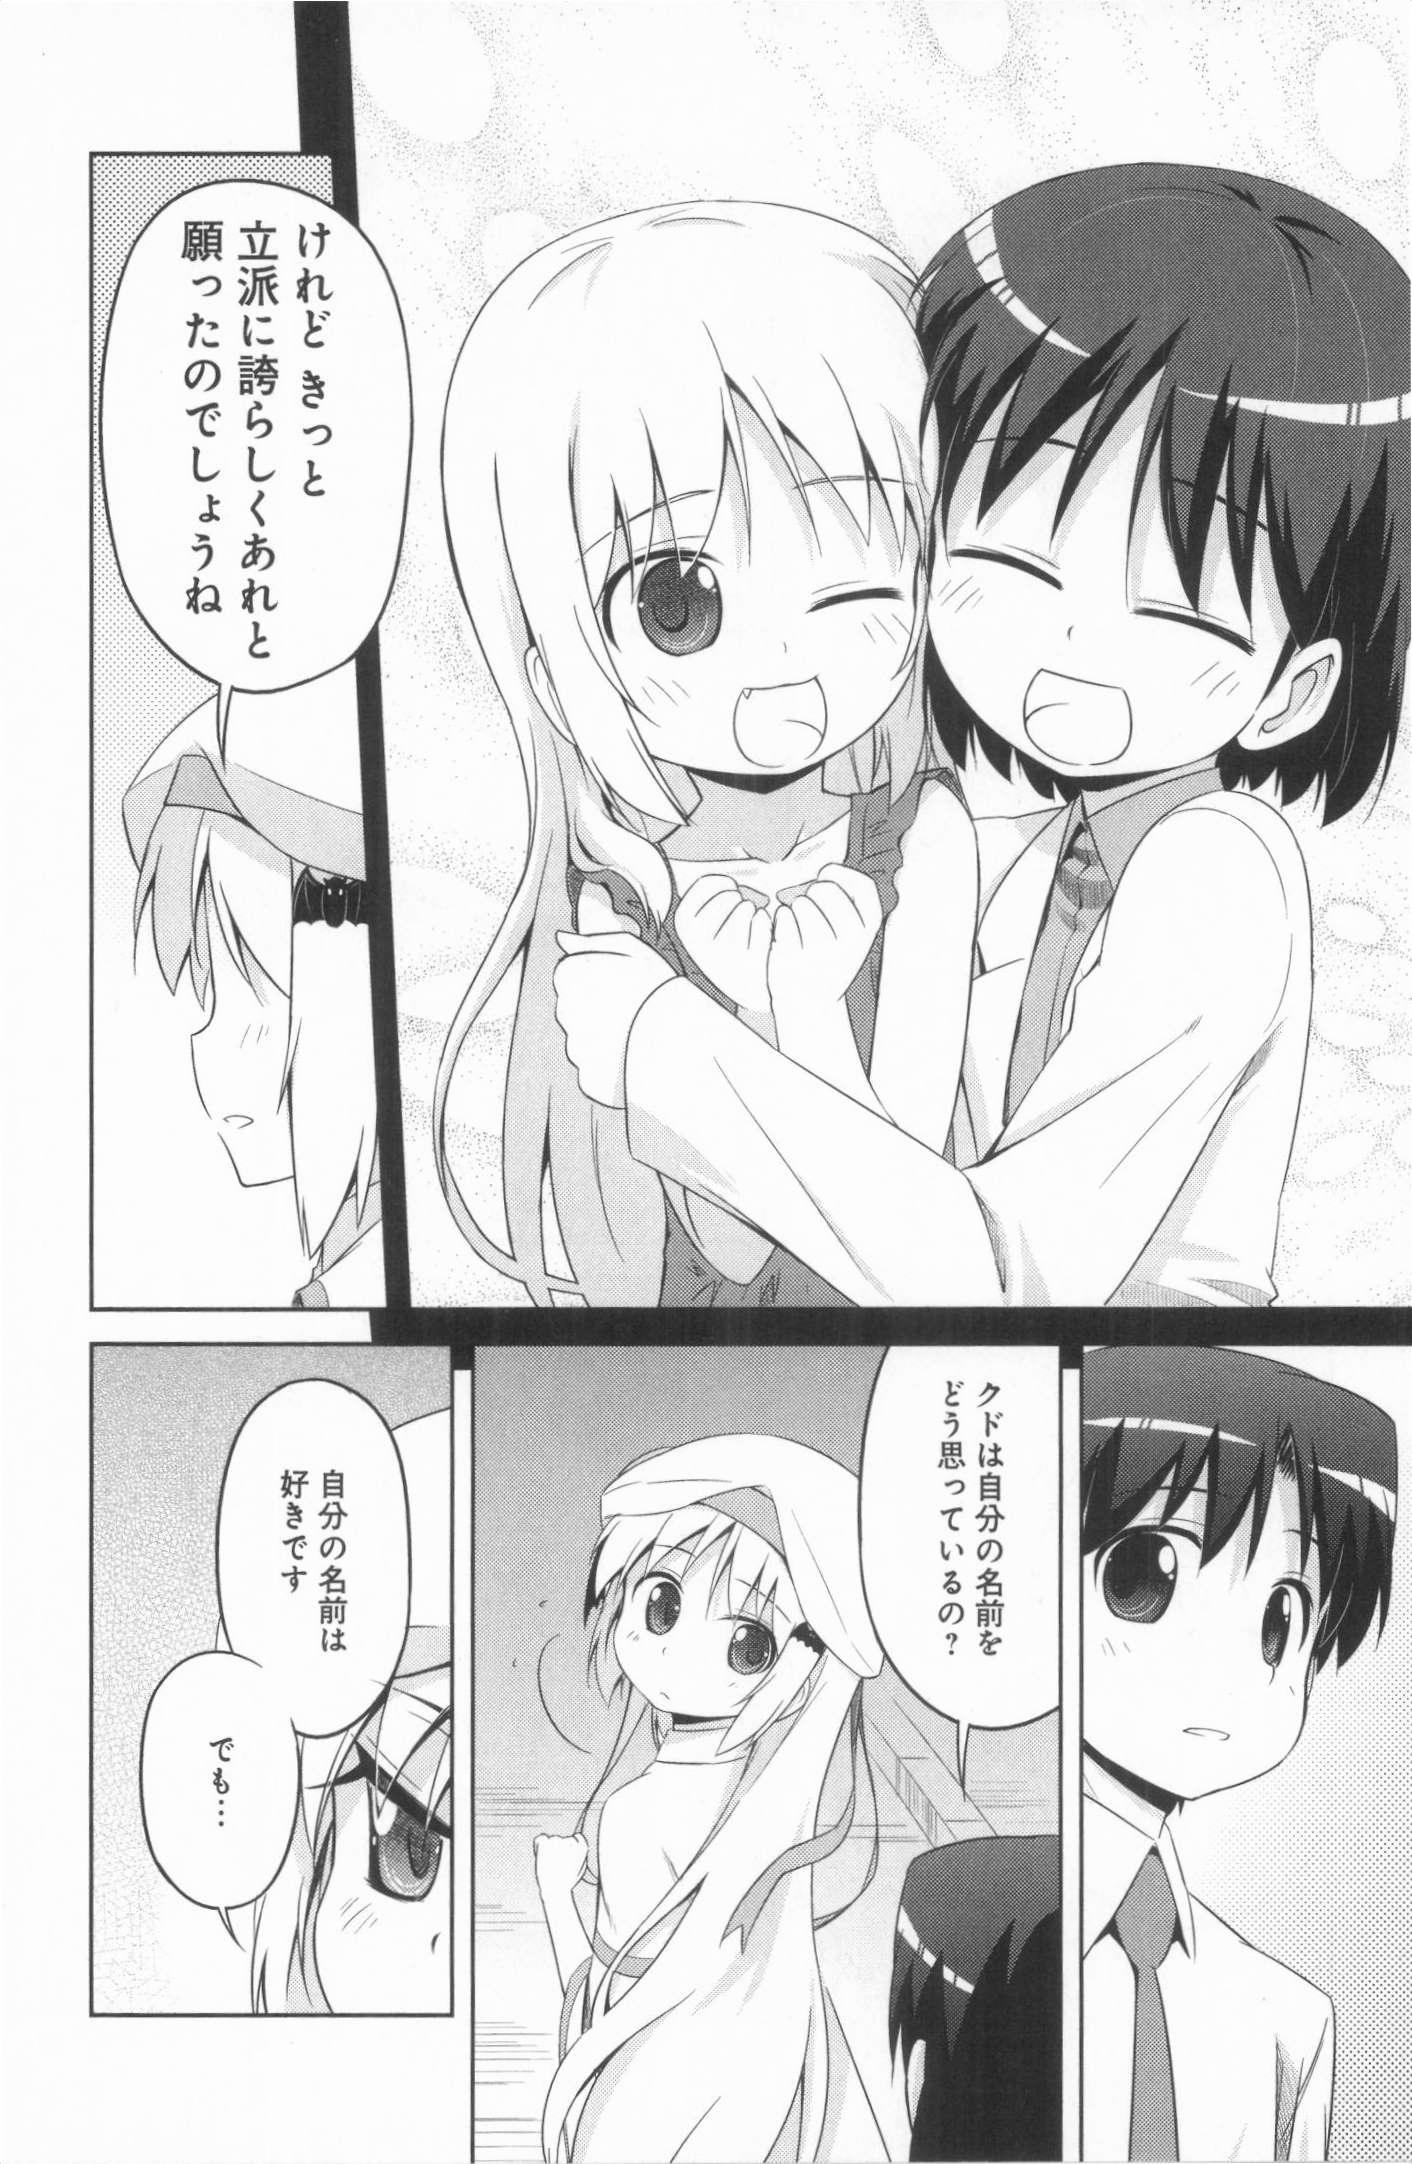 けれど きっと
立派に誇らしくあれと
願ったのでしょうね
クドは自分の名前を
どう思っているの？
自分の名前は
好きです
でも…